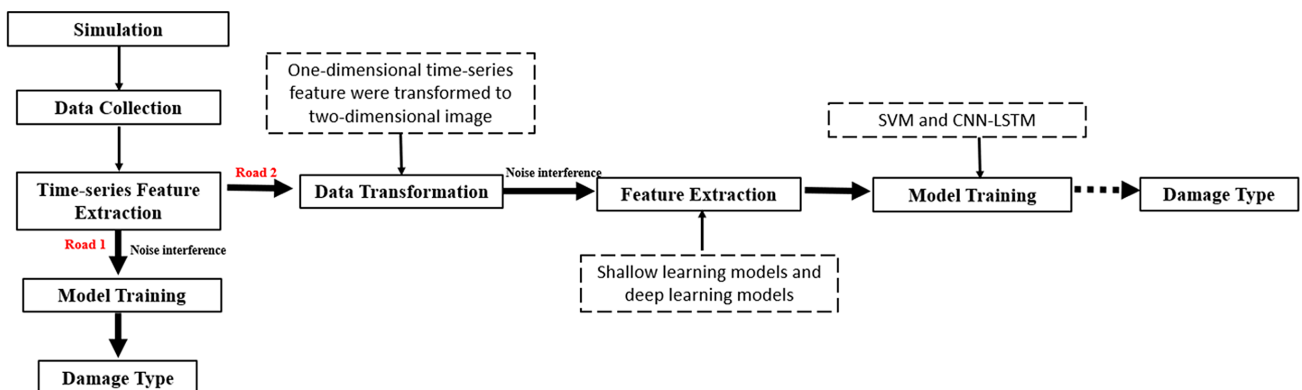 Simulation
Data Collection
Time-series Feature
Extraction
Road 1
Noise interference
Model Training
Damage Type
Road 2
One-dimensional time-series
feature were transformed to
two-dimensional image
Data Transformation
Noise interference
Feature Extraction
Shallow learning models and
deep learning models
SVM and CNN-LSTM
Model Training
Damage Type